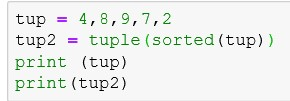 tup = 4,8,9,7,2
tup2 = tuple(sorted(tup))
print (tup)
print(tup2)